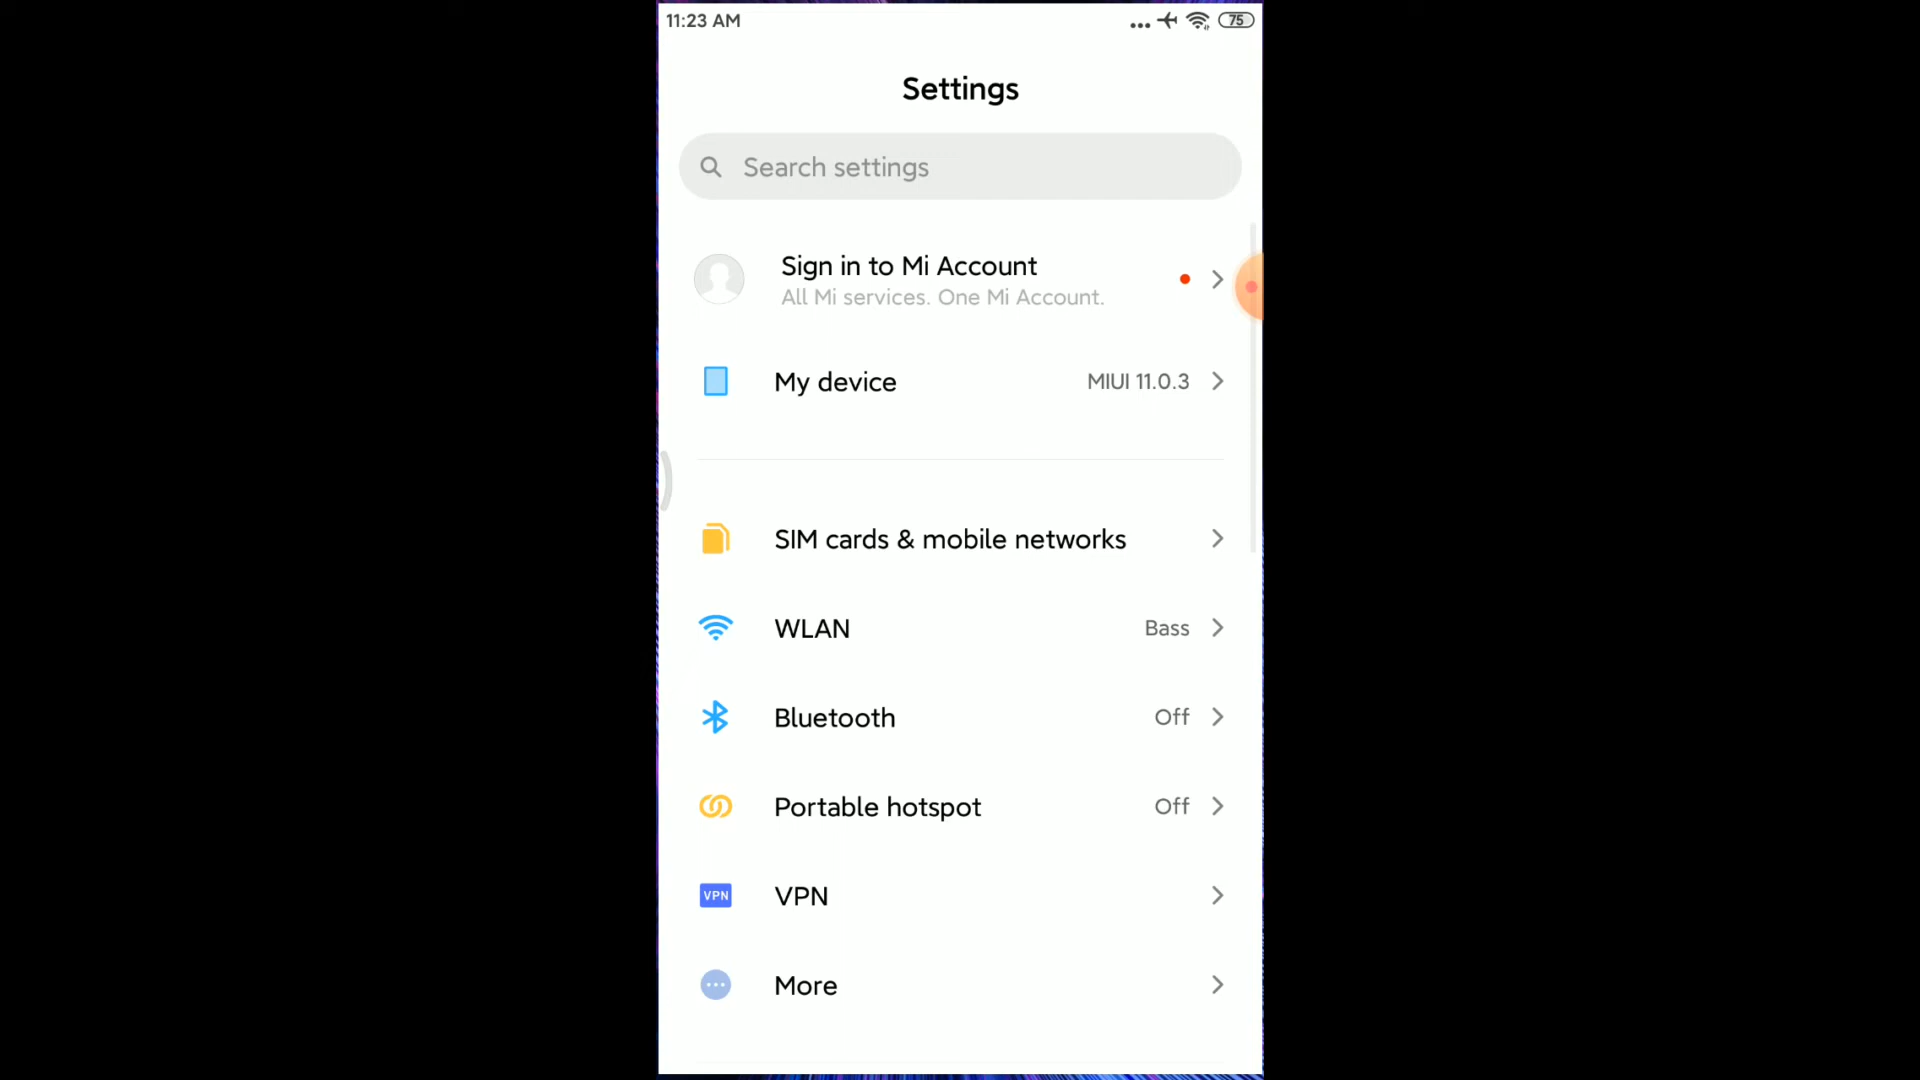 11:23 AM
75
Settings
Search settings
Sign in to Mi Account
All Mi services. One Mi Account.
My device MIUI 11.0.3
SIM cards & mobile networks
WLAN Bass
Bluetooth Off
Portable hotspot Off
VPN VPN
More